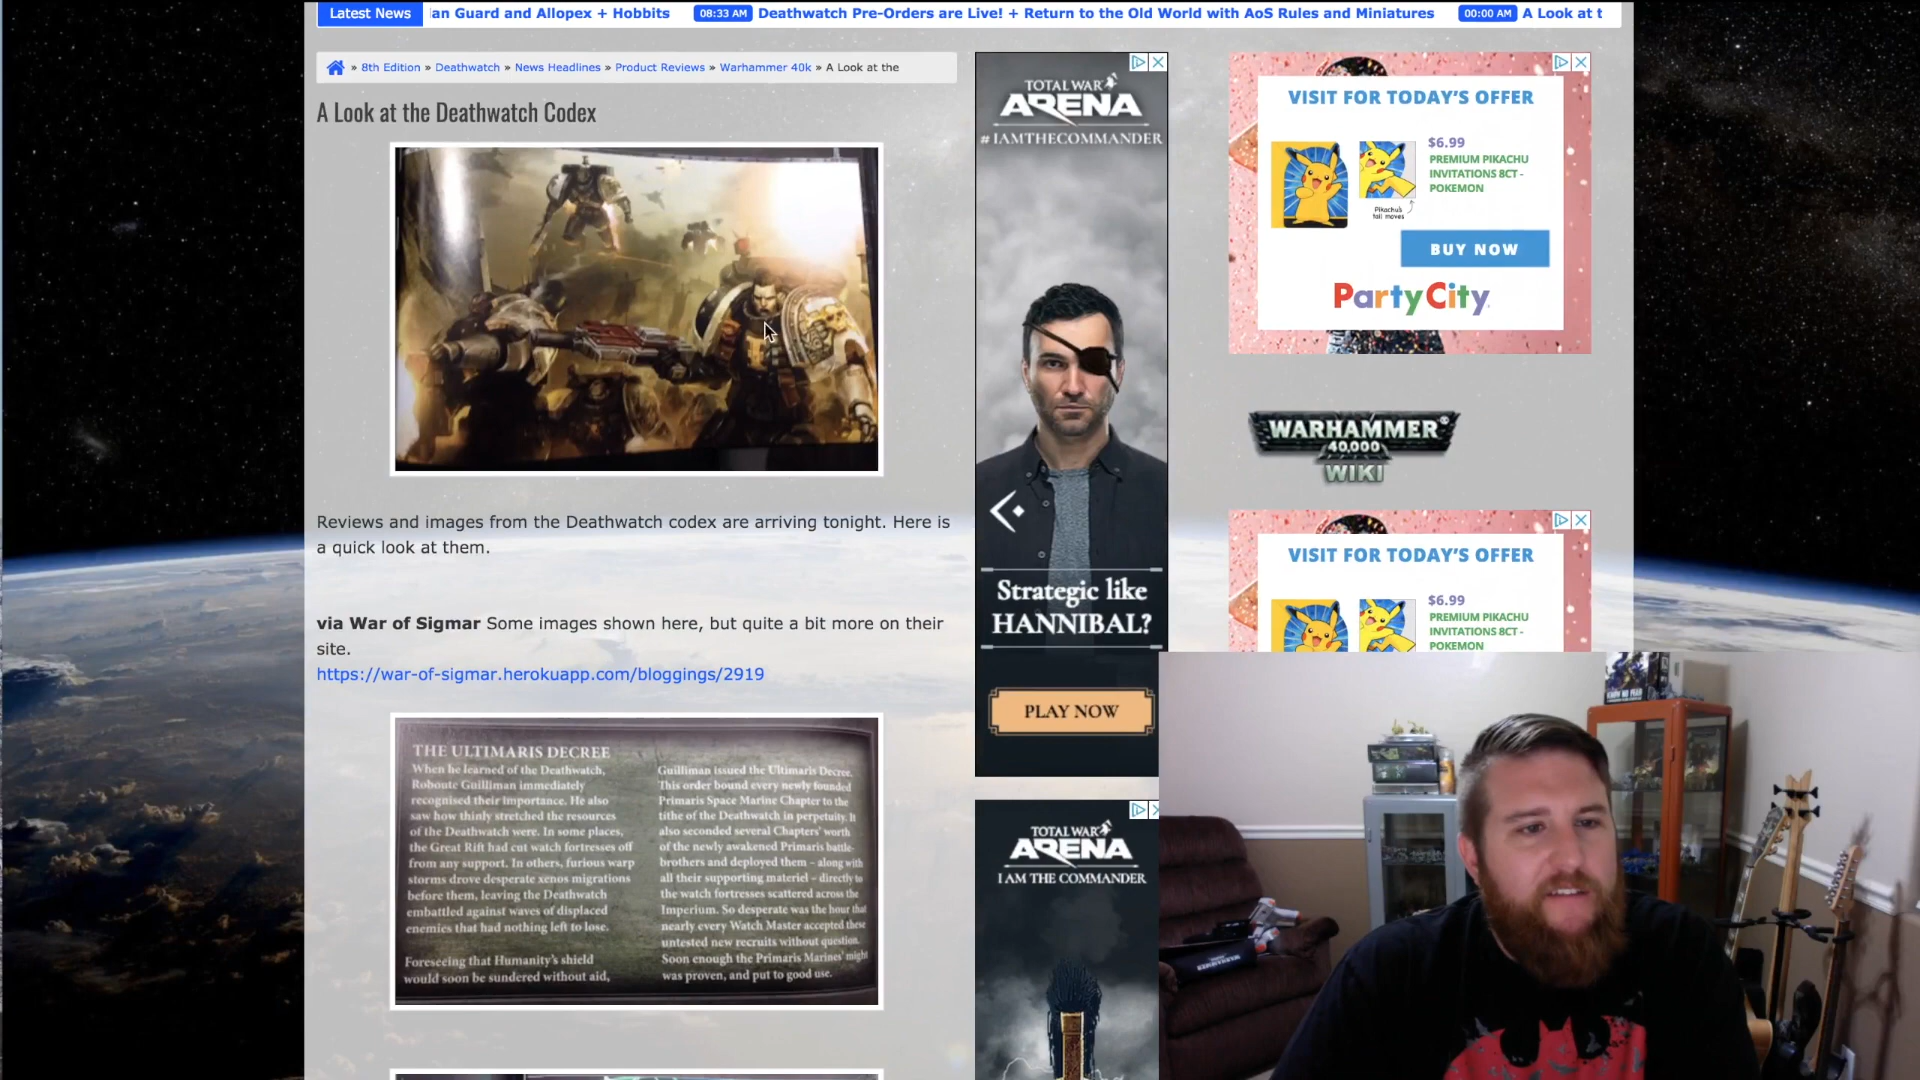 Latest News
an Guard and Allopex + Hobbits
08:33 AM
Deathwatch Pre-Orders are Live! + Return to the Old World with AoS Rules and Miniatures
00:00 AM
A Look at t
» 8th Edition » Deathwatch » News Headlines » Product Reviews » Warhammer 40k » A Look at the
A Look at the Deathwatch Codex
Reviews and images from the Deathwatch codex are arriving tonight. Here is
a quick look at them.
via War of Sigmar Some images shown here, but quite a bit more on their
site.
https://war-of-sigmar.herokuapp.com/bloggings/2919
THE ULTIMARIS DECREE
When he learned of the Deathwatch,
Roboute Guilliman immediately
recognised their importance. He also
saw how thinly stretched the resources
of the Deathwatch were. In some places,
the Great Rift had cut watch fortresses off
from any support. In others, furious warp
storms drove desperate xenos migrations
before them, leaving the Deathwatch
embattled against waves of displaced
enemies that had nothing left to lose.
Foreseeing that Humanity's shield
would soon be sundered without aid,
Guilliman issued the Ultimaris Decree.
This order bound every newly founded
Primaris Space Marine Chapter to the
tithe of the Deathwatch in perpetuity. It
also seconded several Chapters' worth
of the newly awakened Primaris battle-
brothers and deployed them – along with
all their supporting materiel – directly to
the watch fortresses scattered across the
Imperium. So desperate was the hour that
nearly every Watch Master accepted these
untested new recruits without question.
Soon enough the Primaris Marines' might
was proven, and put to good use.
TOTAL WAR
ARENA
#IAMTHECOMMANDER
Strategic like
HANNIBAL?
PLAY NOW
TOTAL WAR
ARENA
I AM THE COMMANDER
VISIT FOR TODAY'S OFFER
$6.99
PREMIUM PIKACHU
INVITATIONS 8CT -
POKEMON
Pikachu's
tail moves
BUY NOW
PartyCity
WARHAMMER
40,000
WIKI
VISIT FOR TODAY'S OFFER
$6.99
PREMIUM PIKACHU
INVITATIONS 8CT -
POKEMON
KNOW NO FEAR